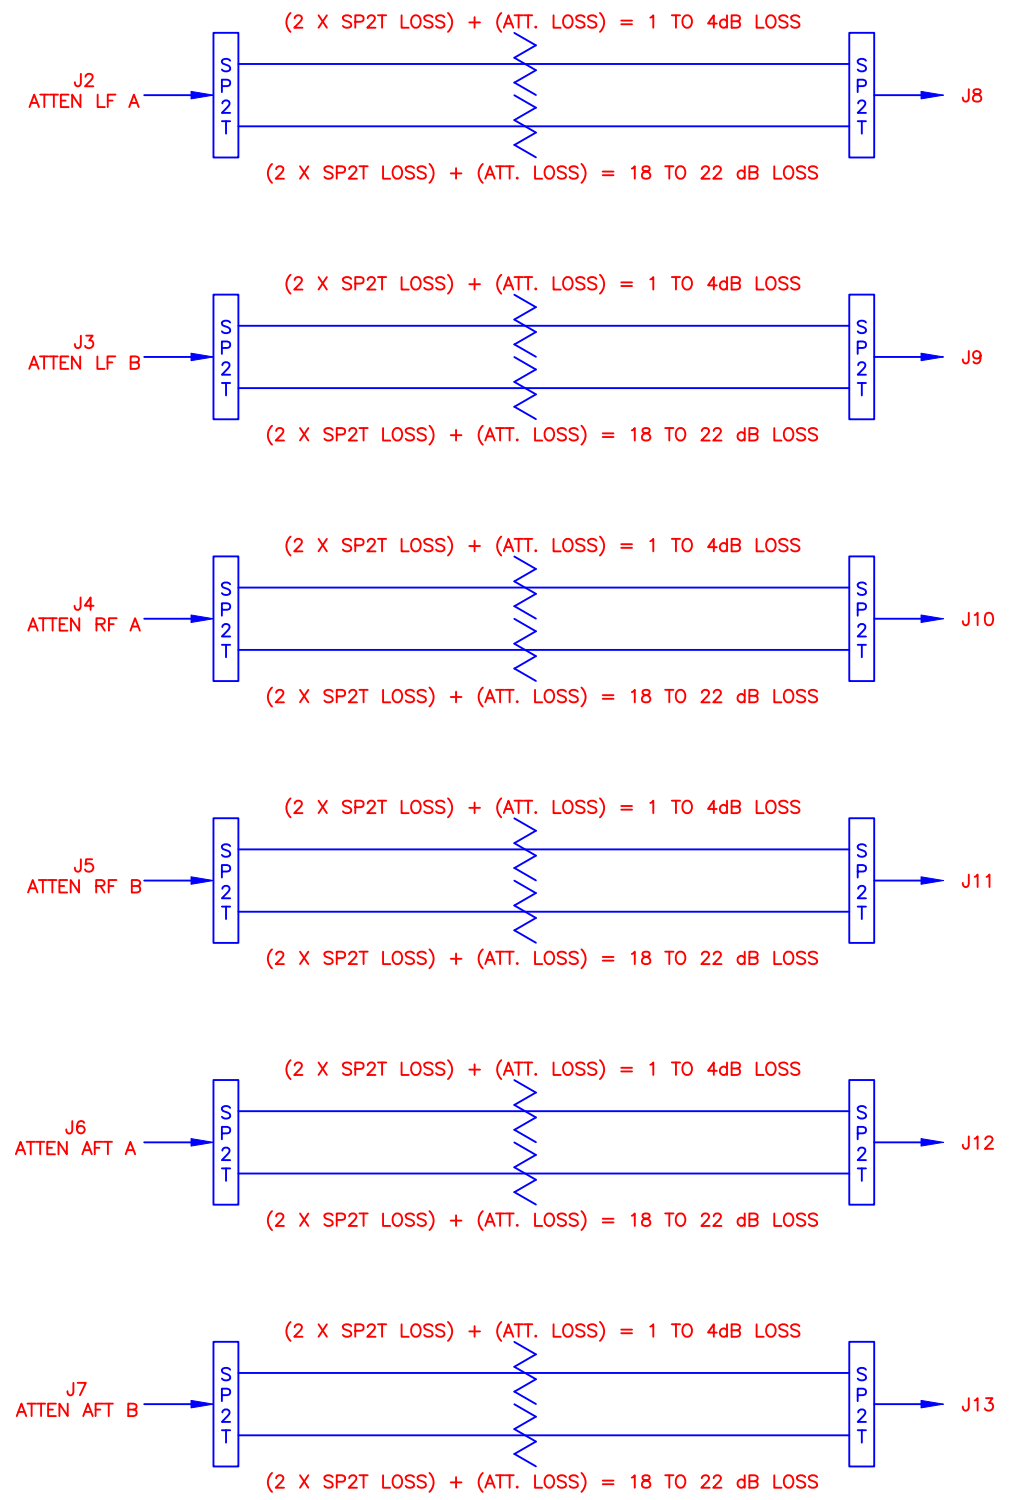 (2 X SP2T LOSS) + (ATT. LOSS) = 1 TO 4dB LOSS
J2
ATTEN LF A
S
P
2
T
S
P
2
T
J8
(2 X SP2T LOSS) + (ATT. LOSS) = 18 TO 22 dB LOSS
(2 X SP2T LOSS) + (ATT. LOSS) = 1 TO 4dB LOSS
J3
ATTEN LF B
S
P
2
T
S
P
2
T
J9
(2 X SP2T LOSS) + (ATT. LOSS) = 18 TO 22 dB LOSS
(2 X SP2T LOSS) + (ATT. LOSS) = 1 TO 4dB LOSS
J4
ATTEN RF A
S
P
2
T
S
P
2
T
J10
(2 X SP2T LOSS) + (ATT. LOSS) = 18 TO 22 dB LOSS
(2 X SP2T LOSS) + (ATT. LOSS) = 1 TO 4dB LOSS
J5
ATTEN RF B
S
P
2
T
S
P
2
T
J11
(2 X SP2T LOSS) + (ATT. LOSS) = 18 TO 22 dB LOSS
(2 X SP2T LOSS) + (ATT. LOSS) = 1 TO 4dB LOSS
J6
ATTEN AFT A
S
P
2
T
S
P
2
T
J12
(2 X SP2T LOSS) + (ATT. LOSS) = 18 TO 22 dB LOSS
(2 X SP2T LOSS) + (ATT. LOSS) = 1 TO 4dB LOSS
J7
ATTEN AFT B
S
P
2
T
S
P
2
T
J13
(2 X SP2T LOSS) + (ATT. LOSS) = 18 TO 22 dB LOSS